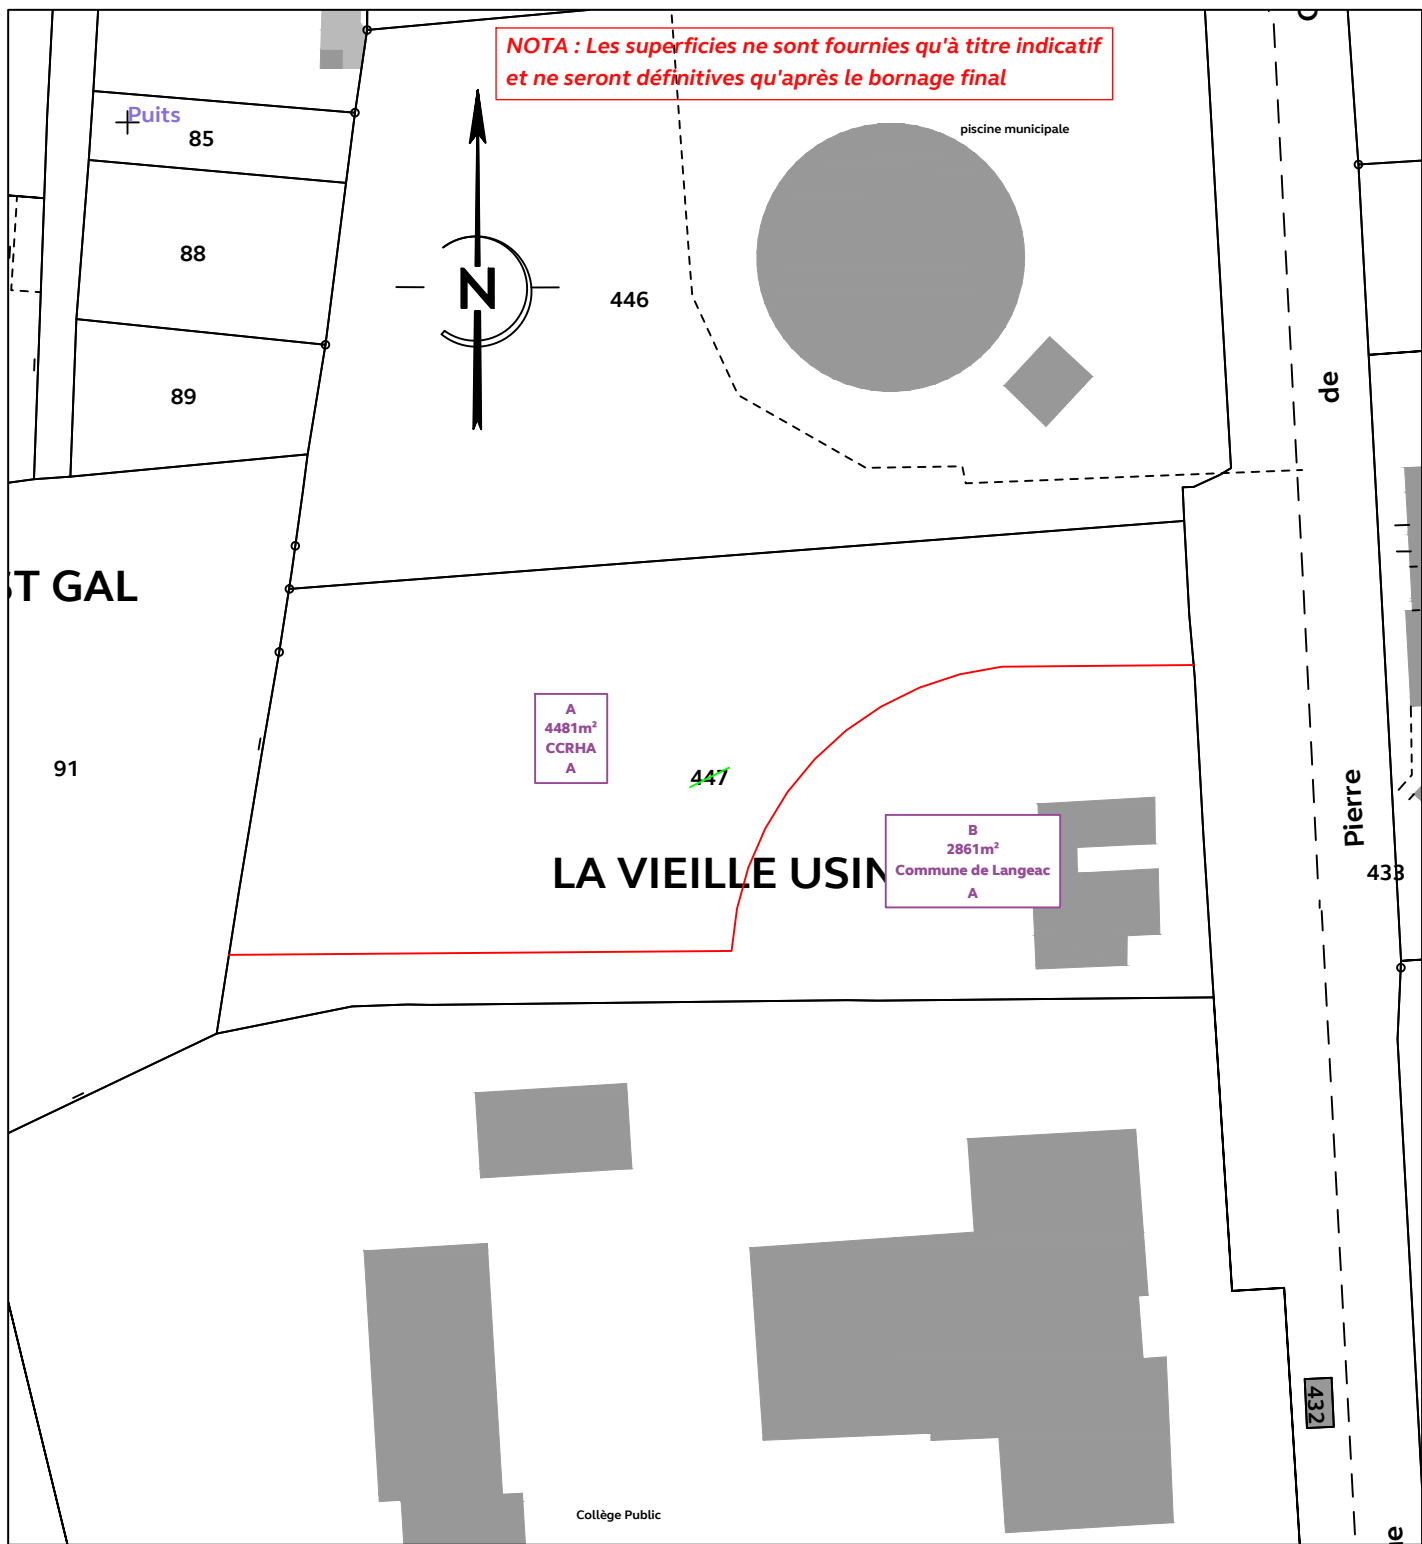 NOTA : Les superficies ne sont fournies qu'à titre indicatif
et ne seront définitives qu'après le bornage final
Puits
85
piscine municipale
88
N
446
89
de
ST GAL
A
4481m²
CCRHA
A
91
447
Pierre
B
2861m²
Commune de Langeac
A
LA VIEILLE USIN
433
432
Collège Public